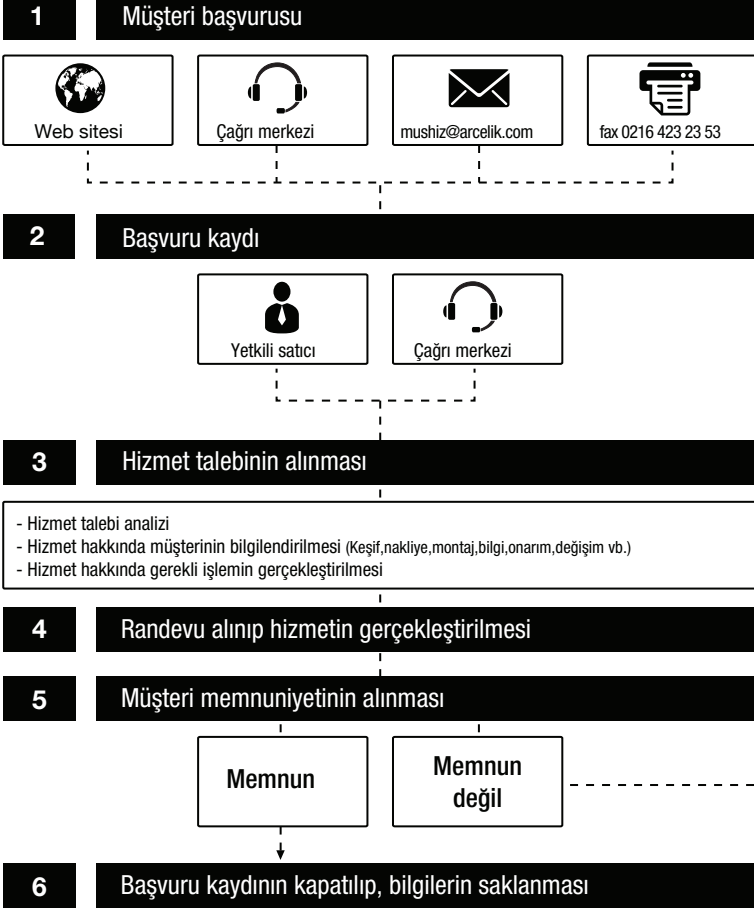 1 Müşteri başvurusu
Web sitesi
Çağrı merkezi
mushiz@arcelik.com
fax 0216 423 23 53
2 Başvuru kaydı
Yetkili satıcı
Çağrı merkezi
3 Hizmet talebinin alınması
- Hizmet talebi analizi
- Hizmet hakkında müşterinin bilgilendirilmesi (Keşif,nakliye,montaj,bilgi,onarım,değişim vb.)
- Hizmet hakkında gerekli işlemin gerçekleştirilmesi
4 Randevu alınıp hizmetin gerçekleştirilmesi
5 Müşteri memnuniyetinin alınması
Memnun
Memnun
değil
6 Başvuru kaydının kapatılıp, bilgilerin saklanması